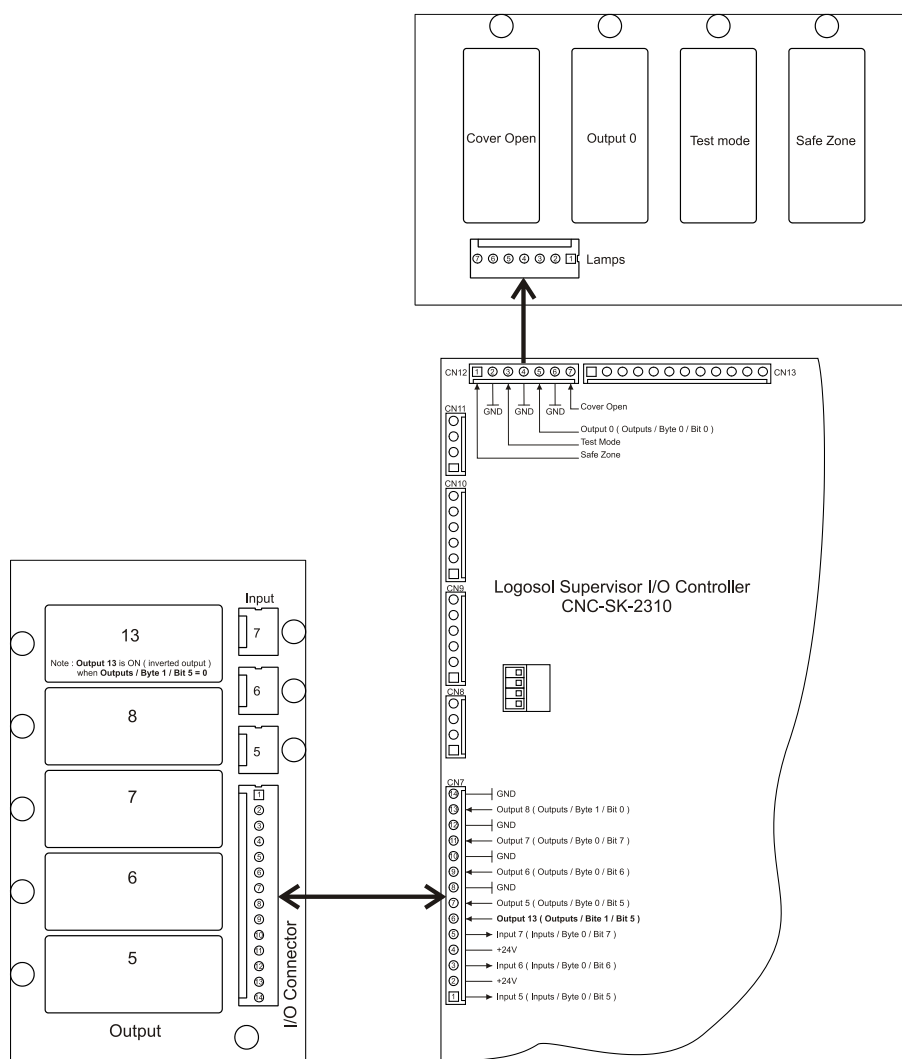 Cover Open
Output 0
Test mode
Safe Zone
7 6 5 4 3 2 1
Lamps
CN12
1 2 3 4 5 6 7
CN13
GND
GND
GND
Cover Open
Output 0 ( Outputs / Byte 0 / Bit 0 )
Test Mode
Safe Zone
CN11
CN10
Logosol Supervisor I/O Controller
CNC-SK-2310
CN9
CN8
Input
13
Note : Output 13 is ON ( inverted output )
when Outputs / Byte 1 / Bit 5 = 0
7
8
6
5
7
6
5
Output
1
2
3
4
5
6
7
8
9
10
11
12
13
14
I/O Connector
CN7
14 GND
13 Output 8 ( Outputs / Byte 1 / Bit 0 )
12 GND
11 Output 7 ( Outputs / Byte 0 / Bit 7 )
10 GND
9 Output 6 ( Outputs / Byte 0 / Bit 6 )
8 GND
7 Output 5 ( Outputs / Byte 0 / Bit 5 )
6 Output 13 ( Outputs / Bite 1 / Bit 5 )
5 Input 7 ( Inputs / Byte 0 / Bit 7 )
4 +24V
3 Input 6 ( Inputs / Byte 0 / Bit 6 )
2 +24V
1 Input 5 ( Inputs / Byte 0 / Bit 5 )